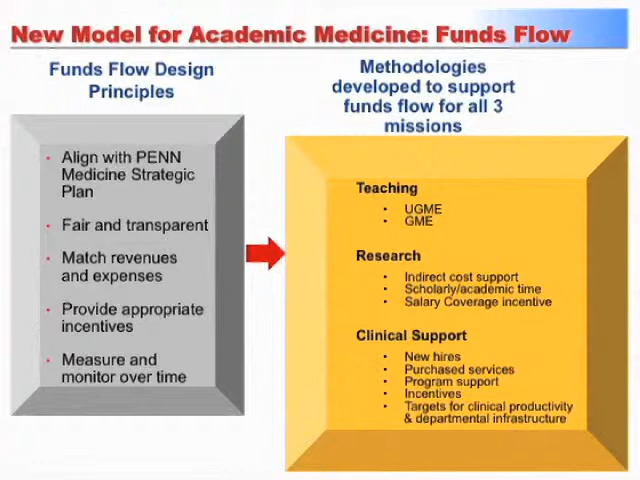 New Model for Academic Medicine: Funds Flow
Funds Flow Design
Principles
• Align with PENN
Medicine Strategic
Plan
• Fair and transparent
• Match revenues
and expenses
• Provide appropriate
incentives
• Measure and
monitor over time
Methodologies
developed to support
funds flow for all 3
missions
Teaching
• UGME
• GME
Research
• Indirect cost support
• Scholarly/academic time
• Salary Coverage incentive
Clinical Support
• New hires
• Purchased services
• Program support
• Incentives
• Targets for clinical productivity
& departmental infrastructure